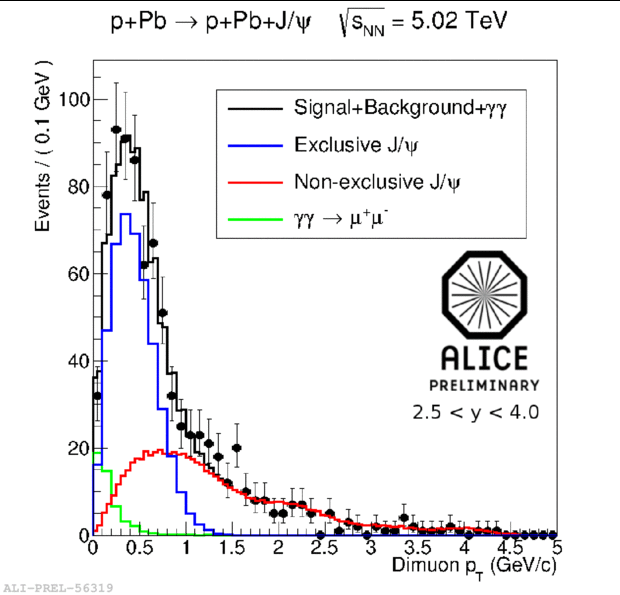 p+Pb → p+Pb+J/ψ √s_NN = 5.02 TeV
Events / ( 0.1 GeV )
100
80
60
40
20
0
Signal+Background+γγ
Exclusive J/ψ
Non-exclusive J/ψ
γγ → μ⁺μ⁻
ALICE
PRELIMINARY
2.5 < y < 4.0
0 0.5 1 1.5 2 2.5 3 3.5 4 4.5 5
Dimuon p_T (GeV/c)
ALI-PREL-56319